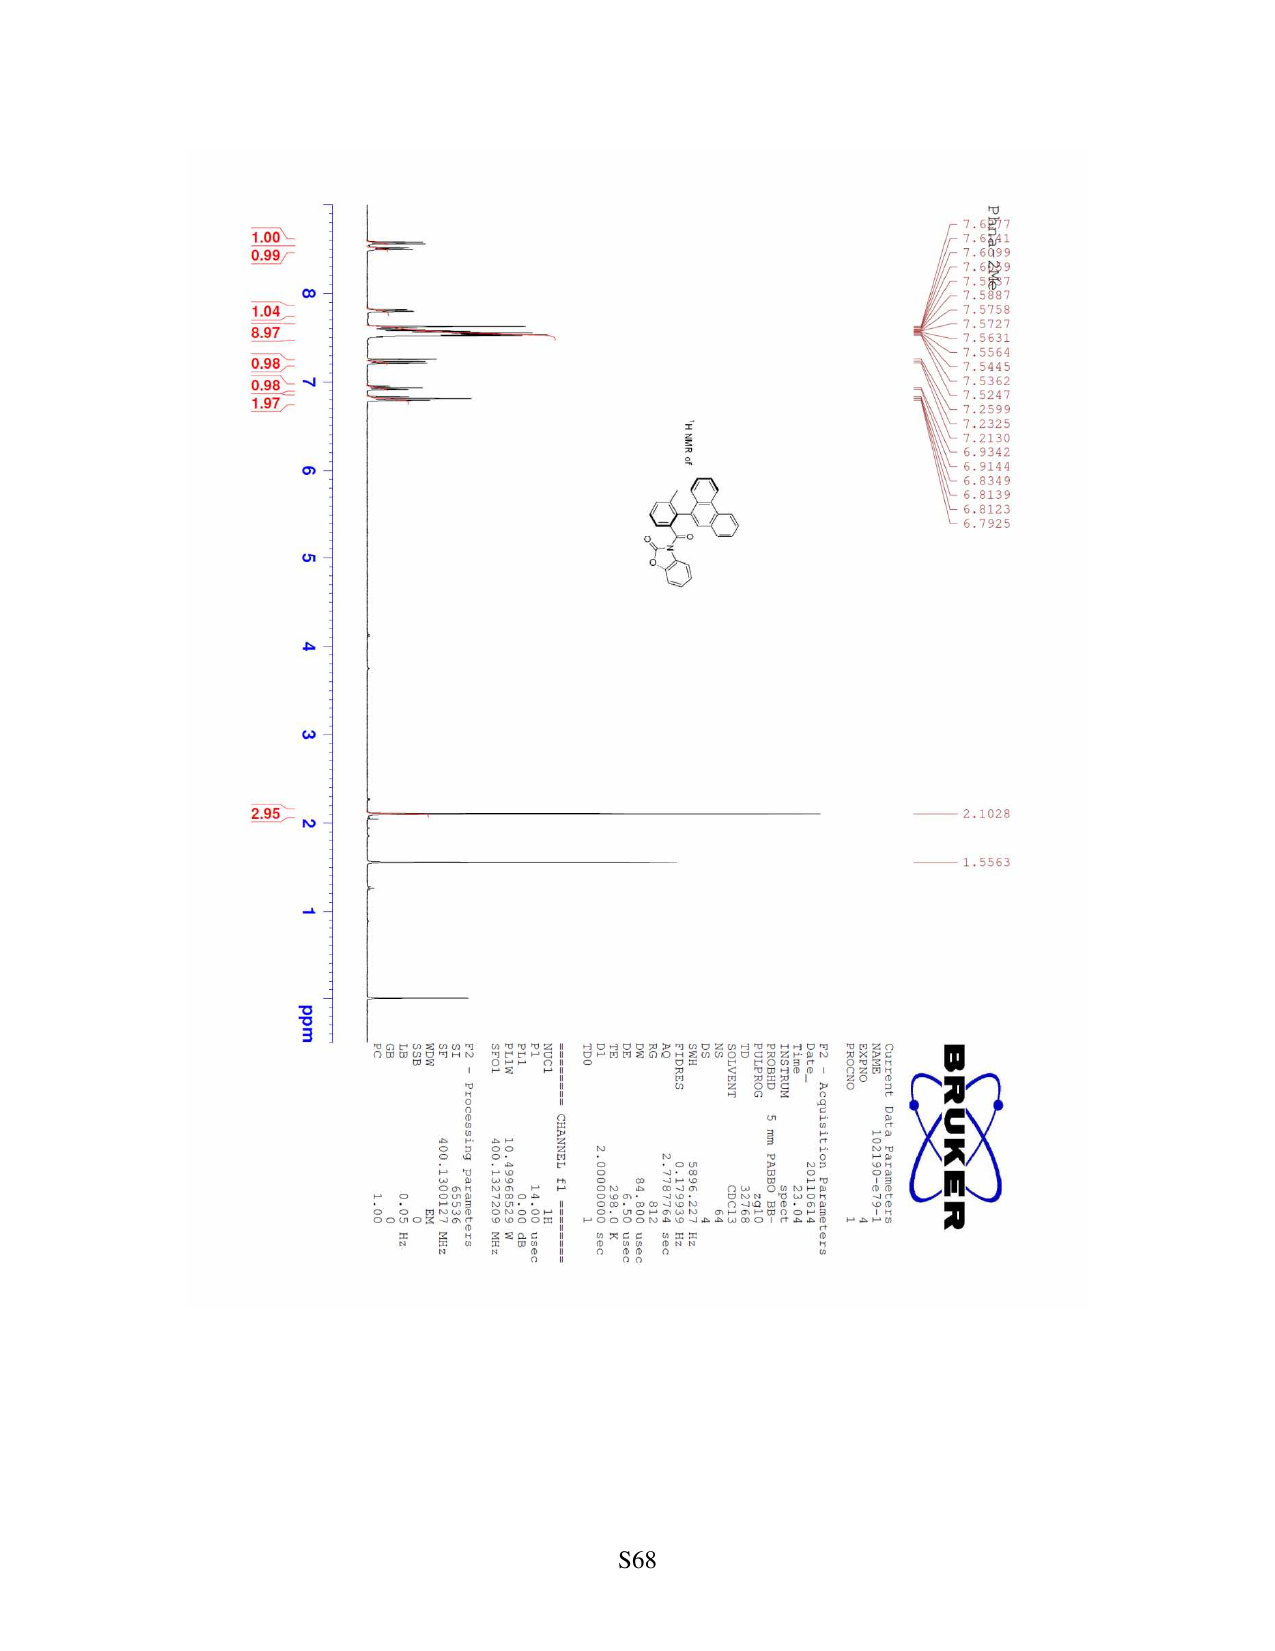 7.6141
7.6099
7.5887
7.5758
7.5727
7.5631
7.5564
7.5445
7.5362
7.5247
7.2599
7.2325
7.2130
6.9342
6.9144
6.8349
6.8139
6.8123
6.7925
2.1028
1.5563
¹H NMR of
O
N
O
O
8
7
6
5
4
3
2
1
ppm
1.00
0.99
1.04
8.97
0.98
0.98
1.97
2.95
BRUKER
Current Data Parameters
NAME 102190-e79-1
EXPNO 4
PROCNO 1
F2 - Acquisition Parameters
Date_ 20110614
Time 23.04
INSTRUM spect
PROBHD 5 mm PABBO BB-
PULPROG zg10
TD 32768
SOLVENT CDCl3
NS 64
DS 4
SWH 5896.227 Hz
FIDRES 0.179939 Hz
AQ 2.7787764 sec
RG 812
DW 84.800 usec
DE 6.50 usec
TE 298.0 K
D1 2.00000000 sec
TD0 1
======== CHANNEL f1 ========
NUC1 1H
P1 14.00 usec
PL1 0.00 dB
PL1W 10.49968529 W
SFO1 400.1327209 MHz
F2 - Processing parameters
SI 65536
SF 400.1300127 MHz
WDW EM
SSB 0
LB 0.05 Hz
GB 0
PC 1.00
S68